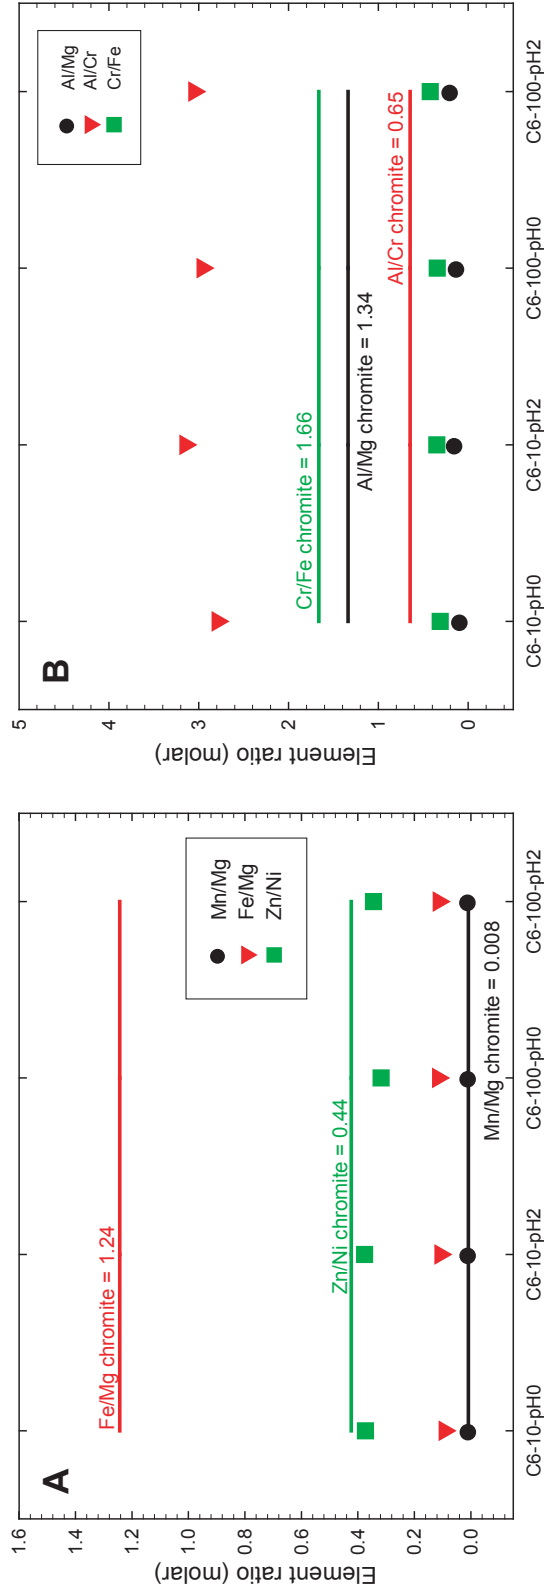 A
Element ratio (molar)
1.6
1.4
1.2
1.0
0.8
0.6
0.4
0.2
0.0
Fe/Mg chromite = 1.24
Mn/Mg
Fe/Mg
Zn/Ni
Zn/Ni chromite = 0.44
Mn/Mg chromite = 0.008
C6-10-pH0
C6-10-pH2
C6-100-pH0
C6-100-pH2
B
Element ratio (molar)
5
4
3
2
1
0
Al/Mg
Al/Cr
Cr/Fe
Cr/Fe chromite = 1.66
Al/Mg chromite = 1.34
Al/Cr chromite = 0.65
C6-10-pH0
C6-10-pH2
C6-100-pH0
C6-100-pH2